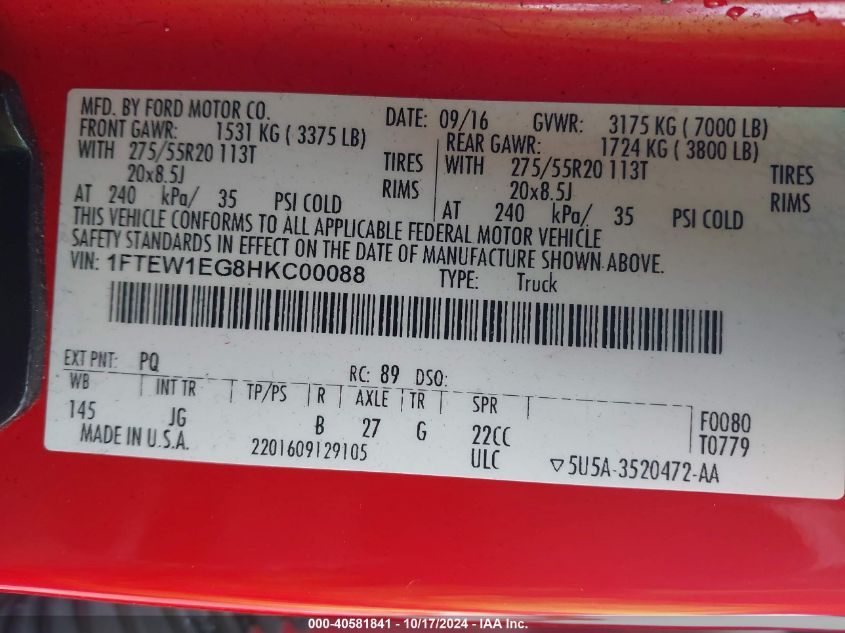 MFD. BY FORD MOTOR CO. DATE: 09/16 GVWR: 3175 KG ( 7000 LB)
FRONT GAWR: 1531 KG ( 3375 LB) REAR GAWR: 1724 KG ( 3800 LB)
WITH 275/55R20 113T TIRES WITH 275/55R20 113T TIRES
20x8.5J RIMS 20x8.5J RIMS
AT 240 kPa/ 35 PSI COLD AT 240 kPa/ 35 PSI COLD
THIS VEHICLE CONFORMS TO ALL APPLICABLE FEDERAL MOTOR VEHICLE
SAFETY STANDARDS IN EFFECT ON THE DATE OF MANUFACTURE SHOWN ABOVE.
VIN: 1FTEW1EG8HKC00088 TYPE: Truck
EXT PNT: PQ RC: 89 DSO:
WB INT TR TP/PS R AXLE TR SPR
145 JG B 27 G 22CC F0080
MADE IN U.S.A. 2201609129105 ULC T0779
5U5A-3520472-AA
000-40581841 - 10/17/2024 - IAA Inc.